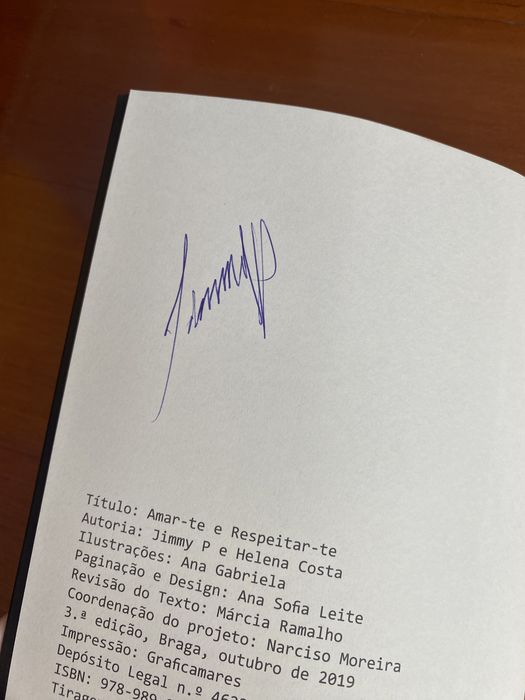 Jimmy P
Título: Amar-te e Respeitar-te
Autoria: Jimmy P e Helena Costa
Ilustrações: Ana Gabriela
Paginação e Design: Ana Sofia Leite
Revisão do Texto: Márcia Ramalho
Coordenação do projeto: Narciso Moreira
3.ª edição, Braga, outubro de 2019
Impressão: Graficamares
Depósito Legal n.º
ISBN: 978-989